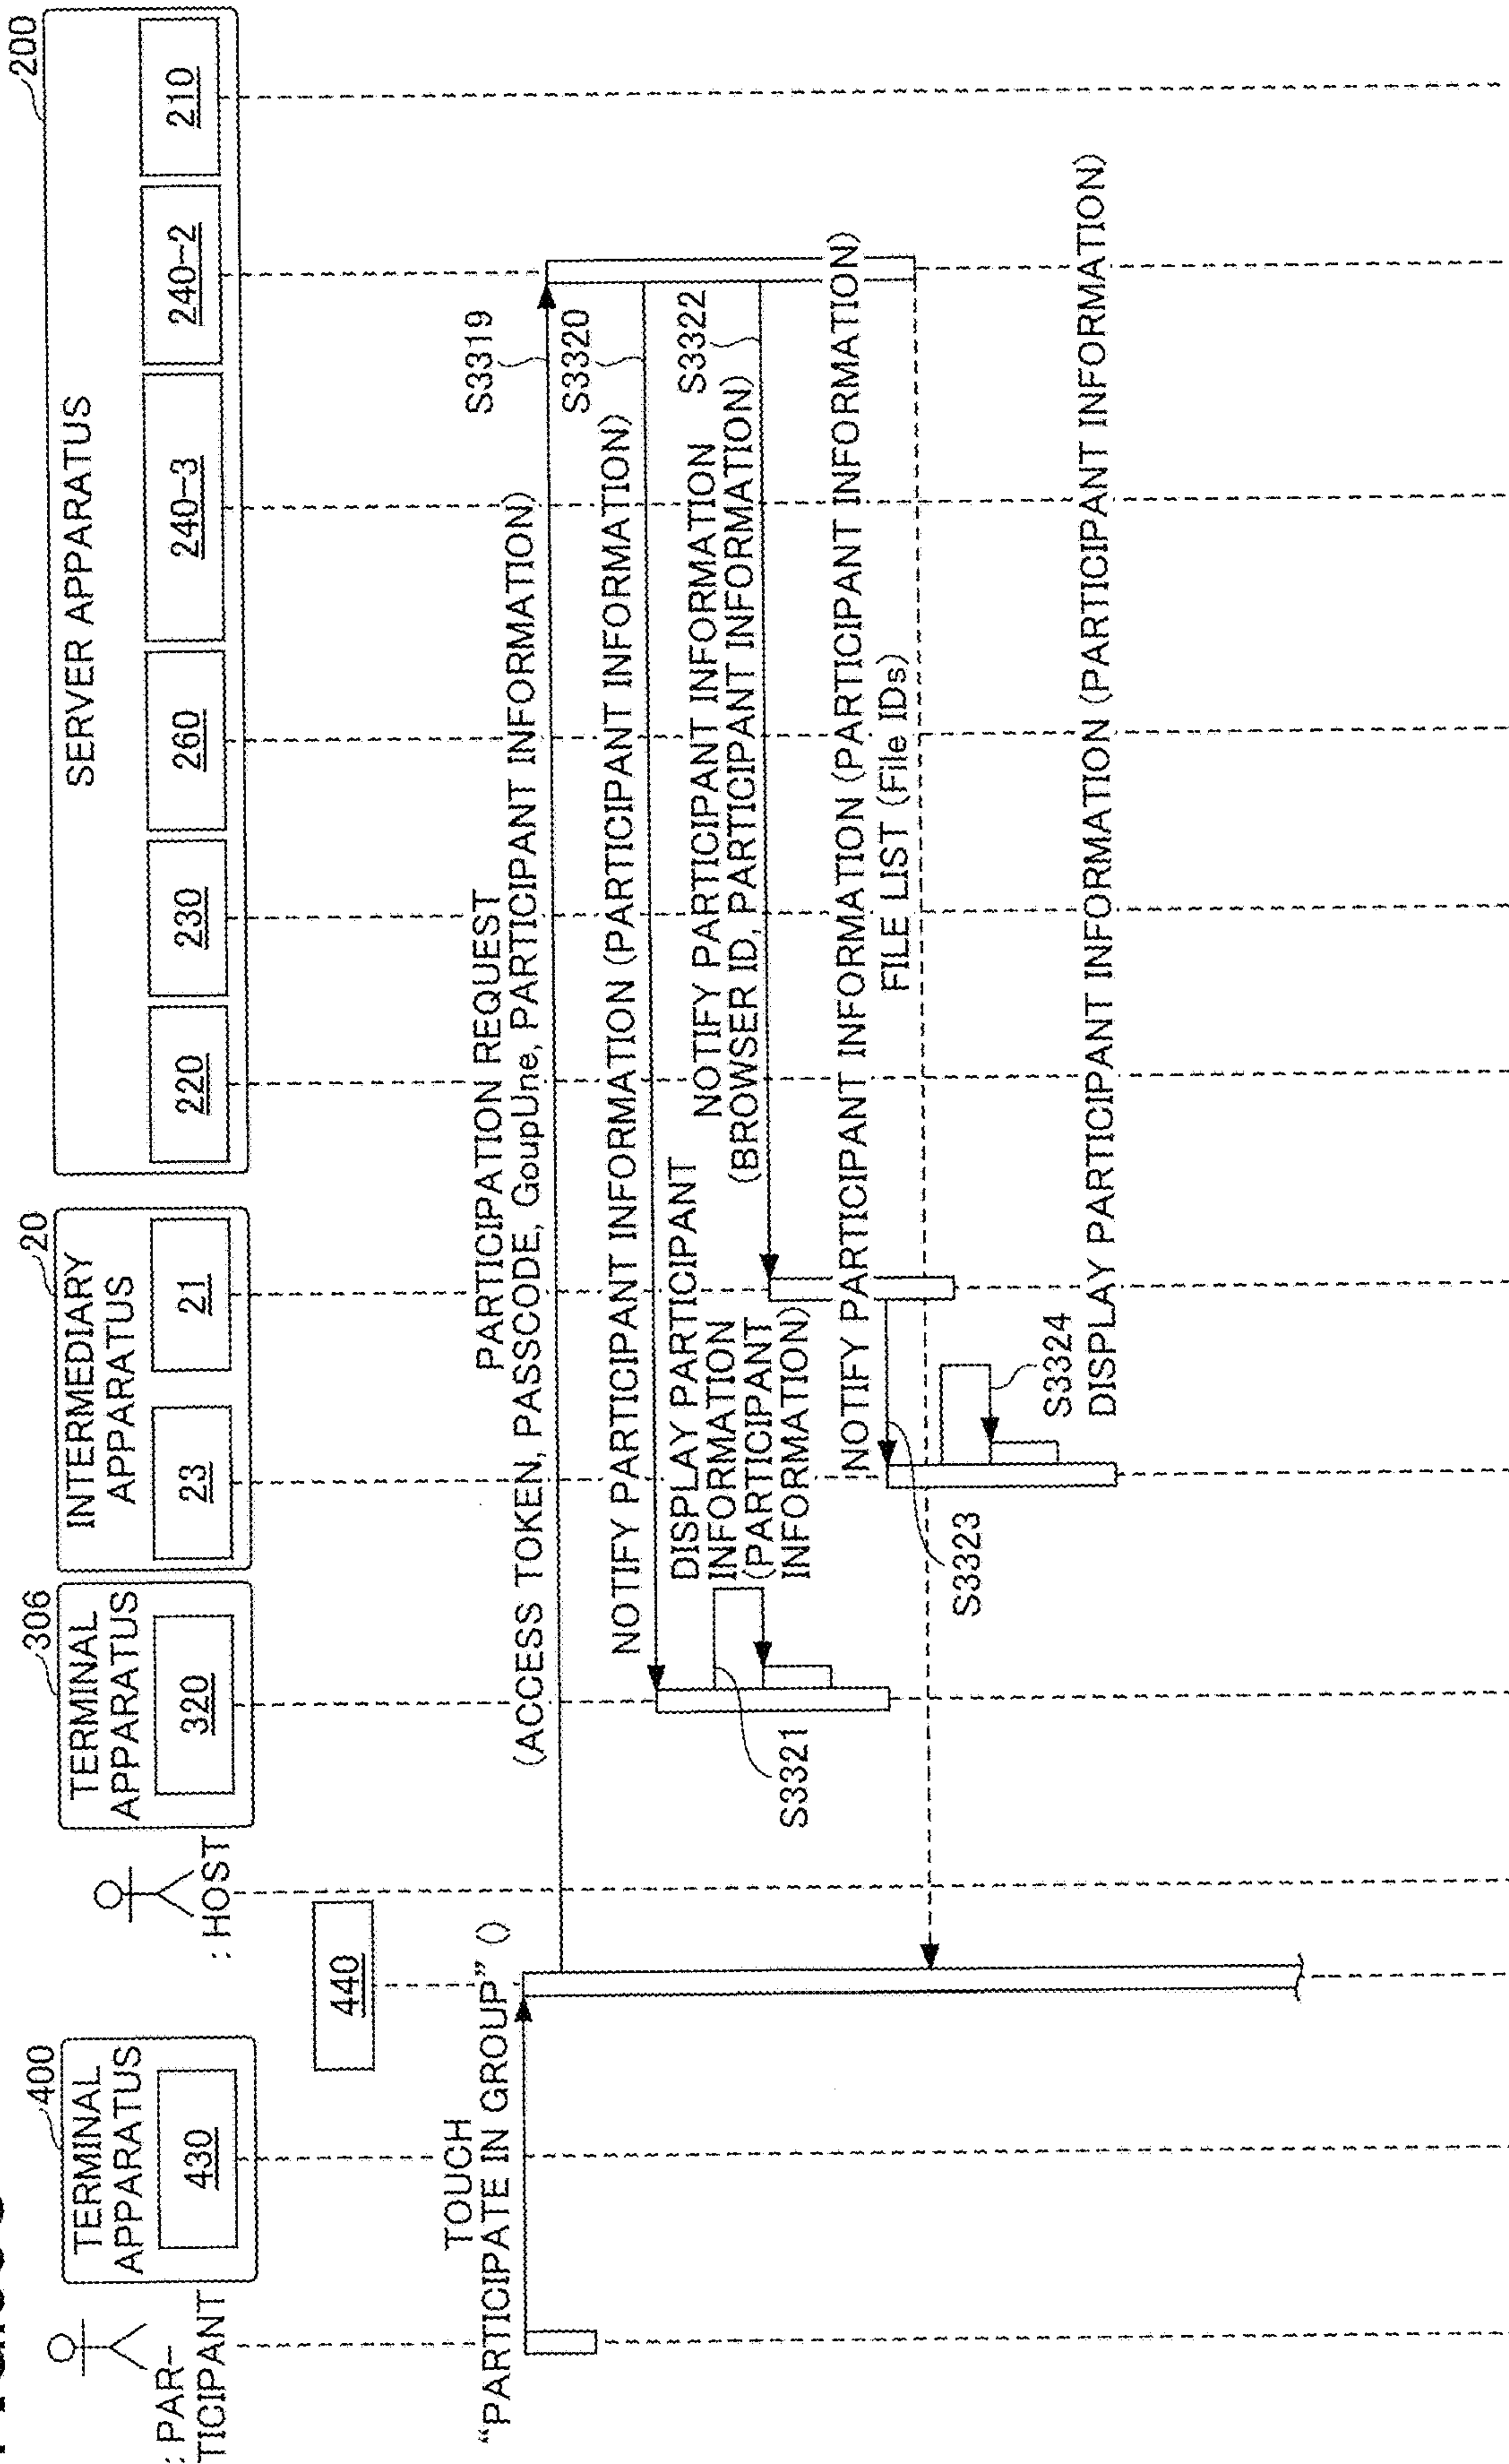 : PAR-
TICIPANT
400
TERMINAL
APPARATUS
430
440
: HOST
306
TERMINAL
APPARATUS
320
20
INTERMEDIARY
APPARATUS
23
21
200
SERVER APPARATUS
220
230
260
240-3
240-2
210
TOUCH
"PARTICIPATE IN GROUP" ()
PARTICIPATION REQUEST
(ACCESS TOKEN, PASSCODE, GoupUne, PARTICIPANT INFORMATION)
S3319
S3320
NOTIFY PARTICIPANT INFORMATION (PARTICIPANT INFORMATION)
DISPLAY PARTICIPANT
INFORMATION
(PARTICIPANT
INFORMATION)
S3321
S3322
NOTIFY PARTICIPANT INFORMATION
(BROWSER ID, PARTICIPANT INFORMATION)
NOTIFY PARTICIPANT INFORMATION (PARTICIPANT INFORMATION)
FILE LIST (File IDs)
S3323
S3324
DISPLAY PARTICIPANT INFORMATION (PARTICIPANT INFORMATION)